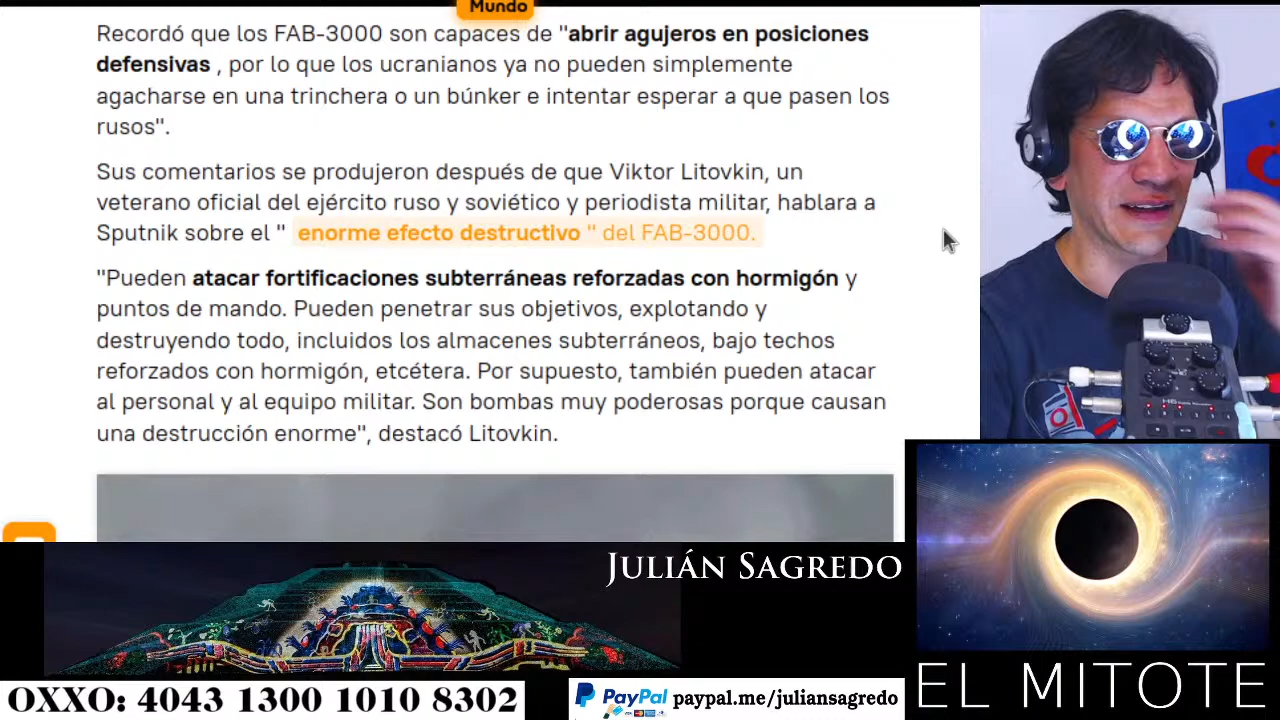 Mundo
Recordó que los FAB-3000 son capaces de "abrir agujeros en posiciones
defensivas , por lo que los ucranianos ya no pueden simplemente
agacharse en una trinchera o un búnker e intentar esperar a que pasen los
rusos".
Sus comentarios se produjeron después de que Viktor Litovkin, un
veterano oficial del ejército ruso y soviético y periodista militar, hablara a
Sputnik sobre el " enorme efecto destructivo " del FAB-3000.
"Pueden atacar fortificaciones subterráneas reforzadas con hormigón y
puntos de mando. Pueden penetrar sus objetivos, explotando y
destruyendo todo, incluidos los almacenes subterráneos, bajo techos
reforzados con hormigón, etcétera. Por supuesto, también pueden atacar
al personal y al equipo militar. Son bombas muy poderosas porque causan
una destrucción enorme", destacó Litovkin.
JULIÁN SAGREDO
OXXO: 4043 1300 1010 8302
PayPal paypal.me/juliansagredo
EL MITOTE